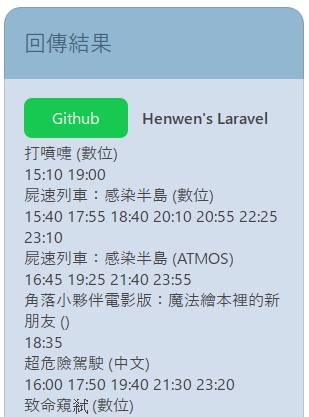 回傳結果
Github Henwen's Laravel
打噴嚏 (數位)
15:10 19:00
屍速列車：感染半島 (數位)
15:40 17:55 18:40 20:10 20:55 22:25
23:10
屍速列車：感染半島 (ATMOS)
16:45 19:25 21:40 23:55
角落小夥伴電影版：魔法繪本裡的新
朋友 ()
18:35
超危險駕駛 (中文)
16:00 17:50 19:40 21:30 23:20
致命窺弒 (數位)